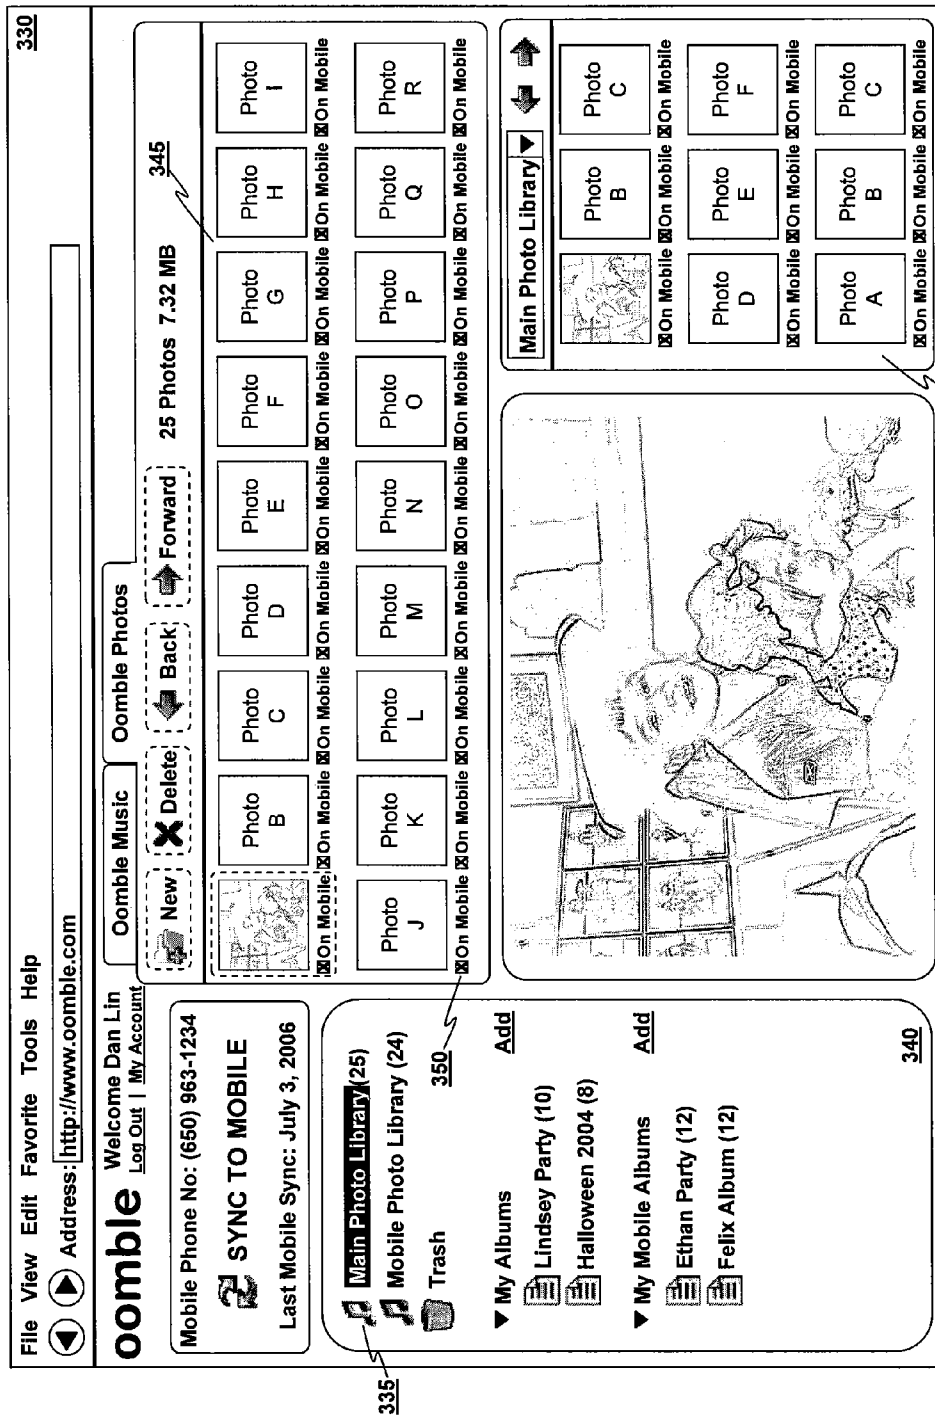 330
File View Edit Favorite Tools Help
Address: http://www.oomble.com
oomble
Welcome Dan Lin
Log Out | My Account
Oomble Music
Oomble Photos
Mobile Phone No: (650) 963-1234
SYNC TO MOBILE
Last Mobile Sync: July 3, 2006
New
Delete
Back
Forward
25 Photos 7.32 MB
345
Photo B
Photo C
Photo D
Photo E
Photo F
Photo G
Photo H
Photo I
On Mobile On Mobile On Mobile On Mobile On Mobile On Mobile On Mobile On Mobile On Mobile
Photo J
Photo K
Photo L
Photo M
Photo N
Photo O
Photo P
Photo Q
Photo R
On Mobile On Mobile On Mobile On Mobile On Mobile On Mobile On Mobile On Mobile On Mobile
335
Main Photo Library (25)
Mobile Photo Library (24)
Trash
350
My Albums Add
Lindsey Party (10)
Halloween 2004 (8)
My Mobile Albums Add
Ethan Party (12)
Felix Album (12)
340
Main Photo Library
Photo B
Photo C
On Mobile On Mobile On Mobile
Photo D
Photo E
Photo F
On Mobile On Mobile On Mobile
Photo A
Photo B
Photo C
On Mobile On Mobile On Mobile